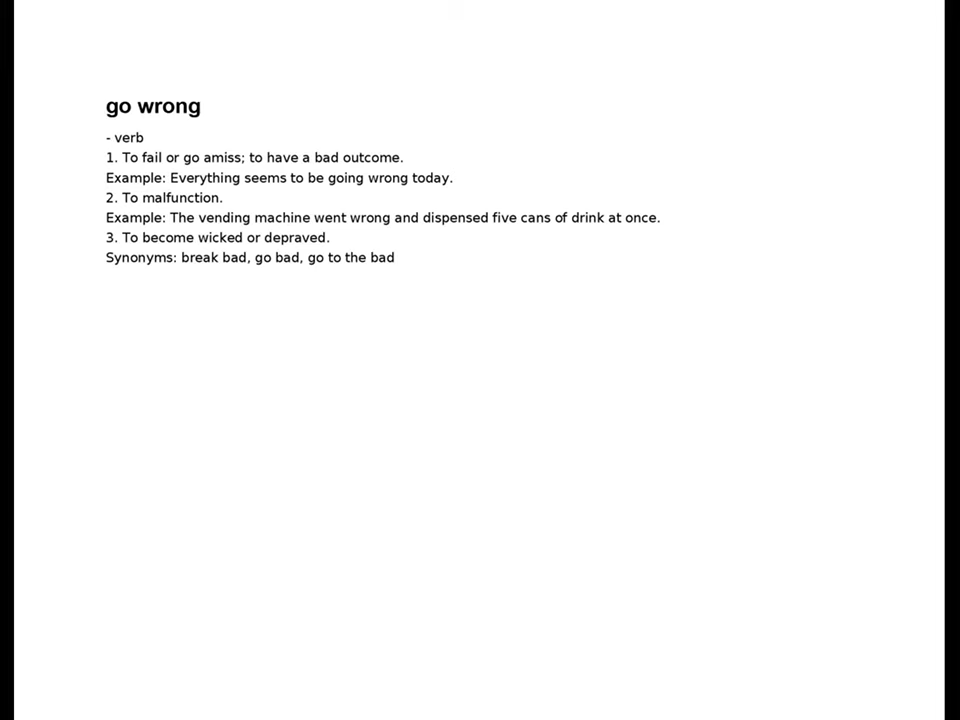 go wrong
- verb
1. To fail or go amiss; to have a bad outcome.
Example: Everything seems to be going wrong today.
2. To malfunction.
Example: The vending machine went wrong and dispensed five cans of drink at once.
3. To become wicked or depraved.
Synonyms: break bad, go bad, go to the bad